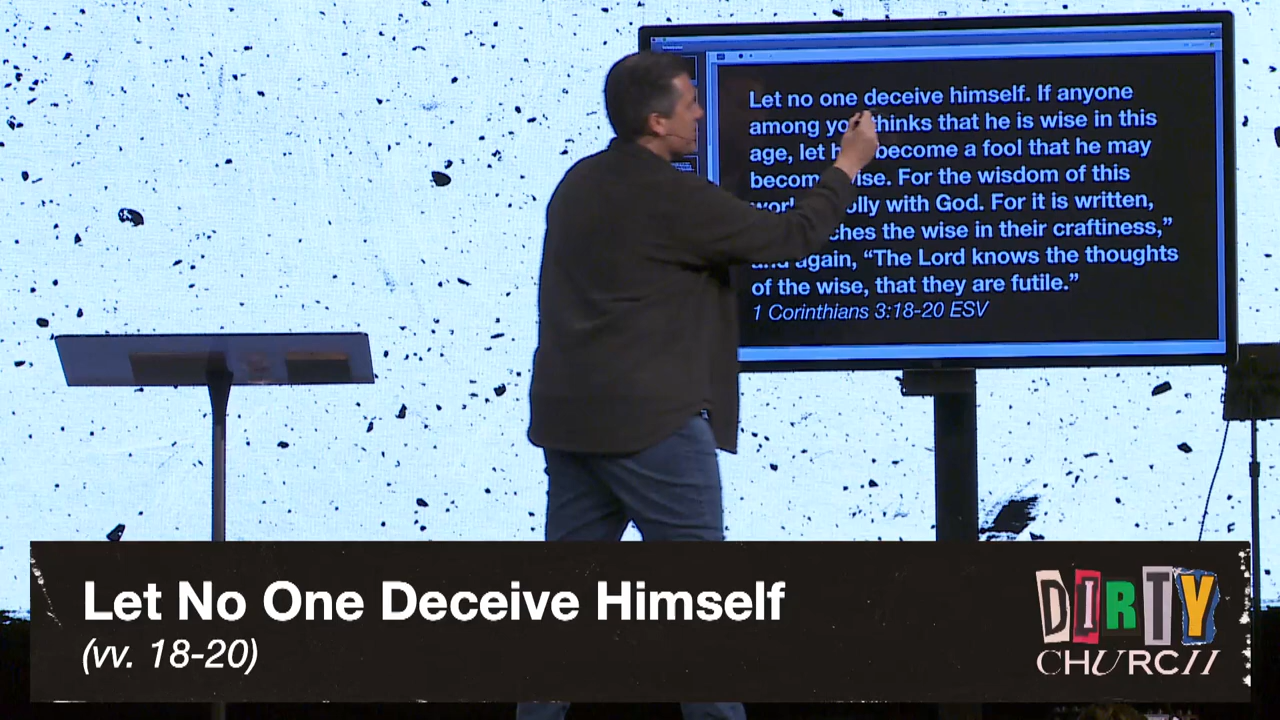 Let no one deceive himself. If anyone
among thinks that he is wise in this
age, let become a fool that he may
For the wisdom of this
with God. For it is written,
the wise in their craftiness,”
again, “The Lord knows the thoughts
of the wise, that they are futile.”
1 Corinthians 3:18-20 ESV
Let No One Deceive Himself
(vv. 18-20)
DIRTY
CHURCH